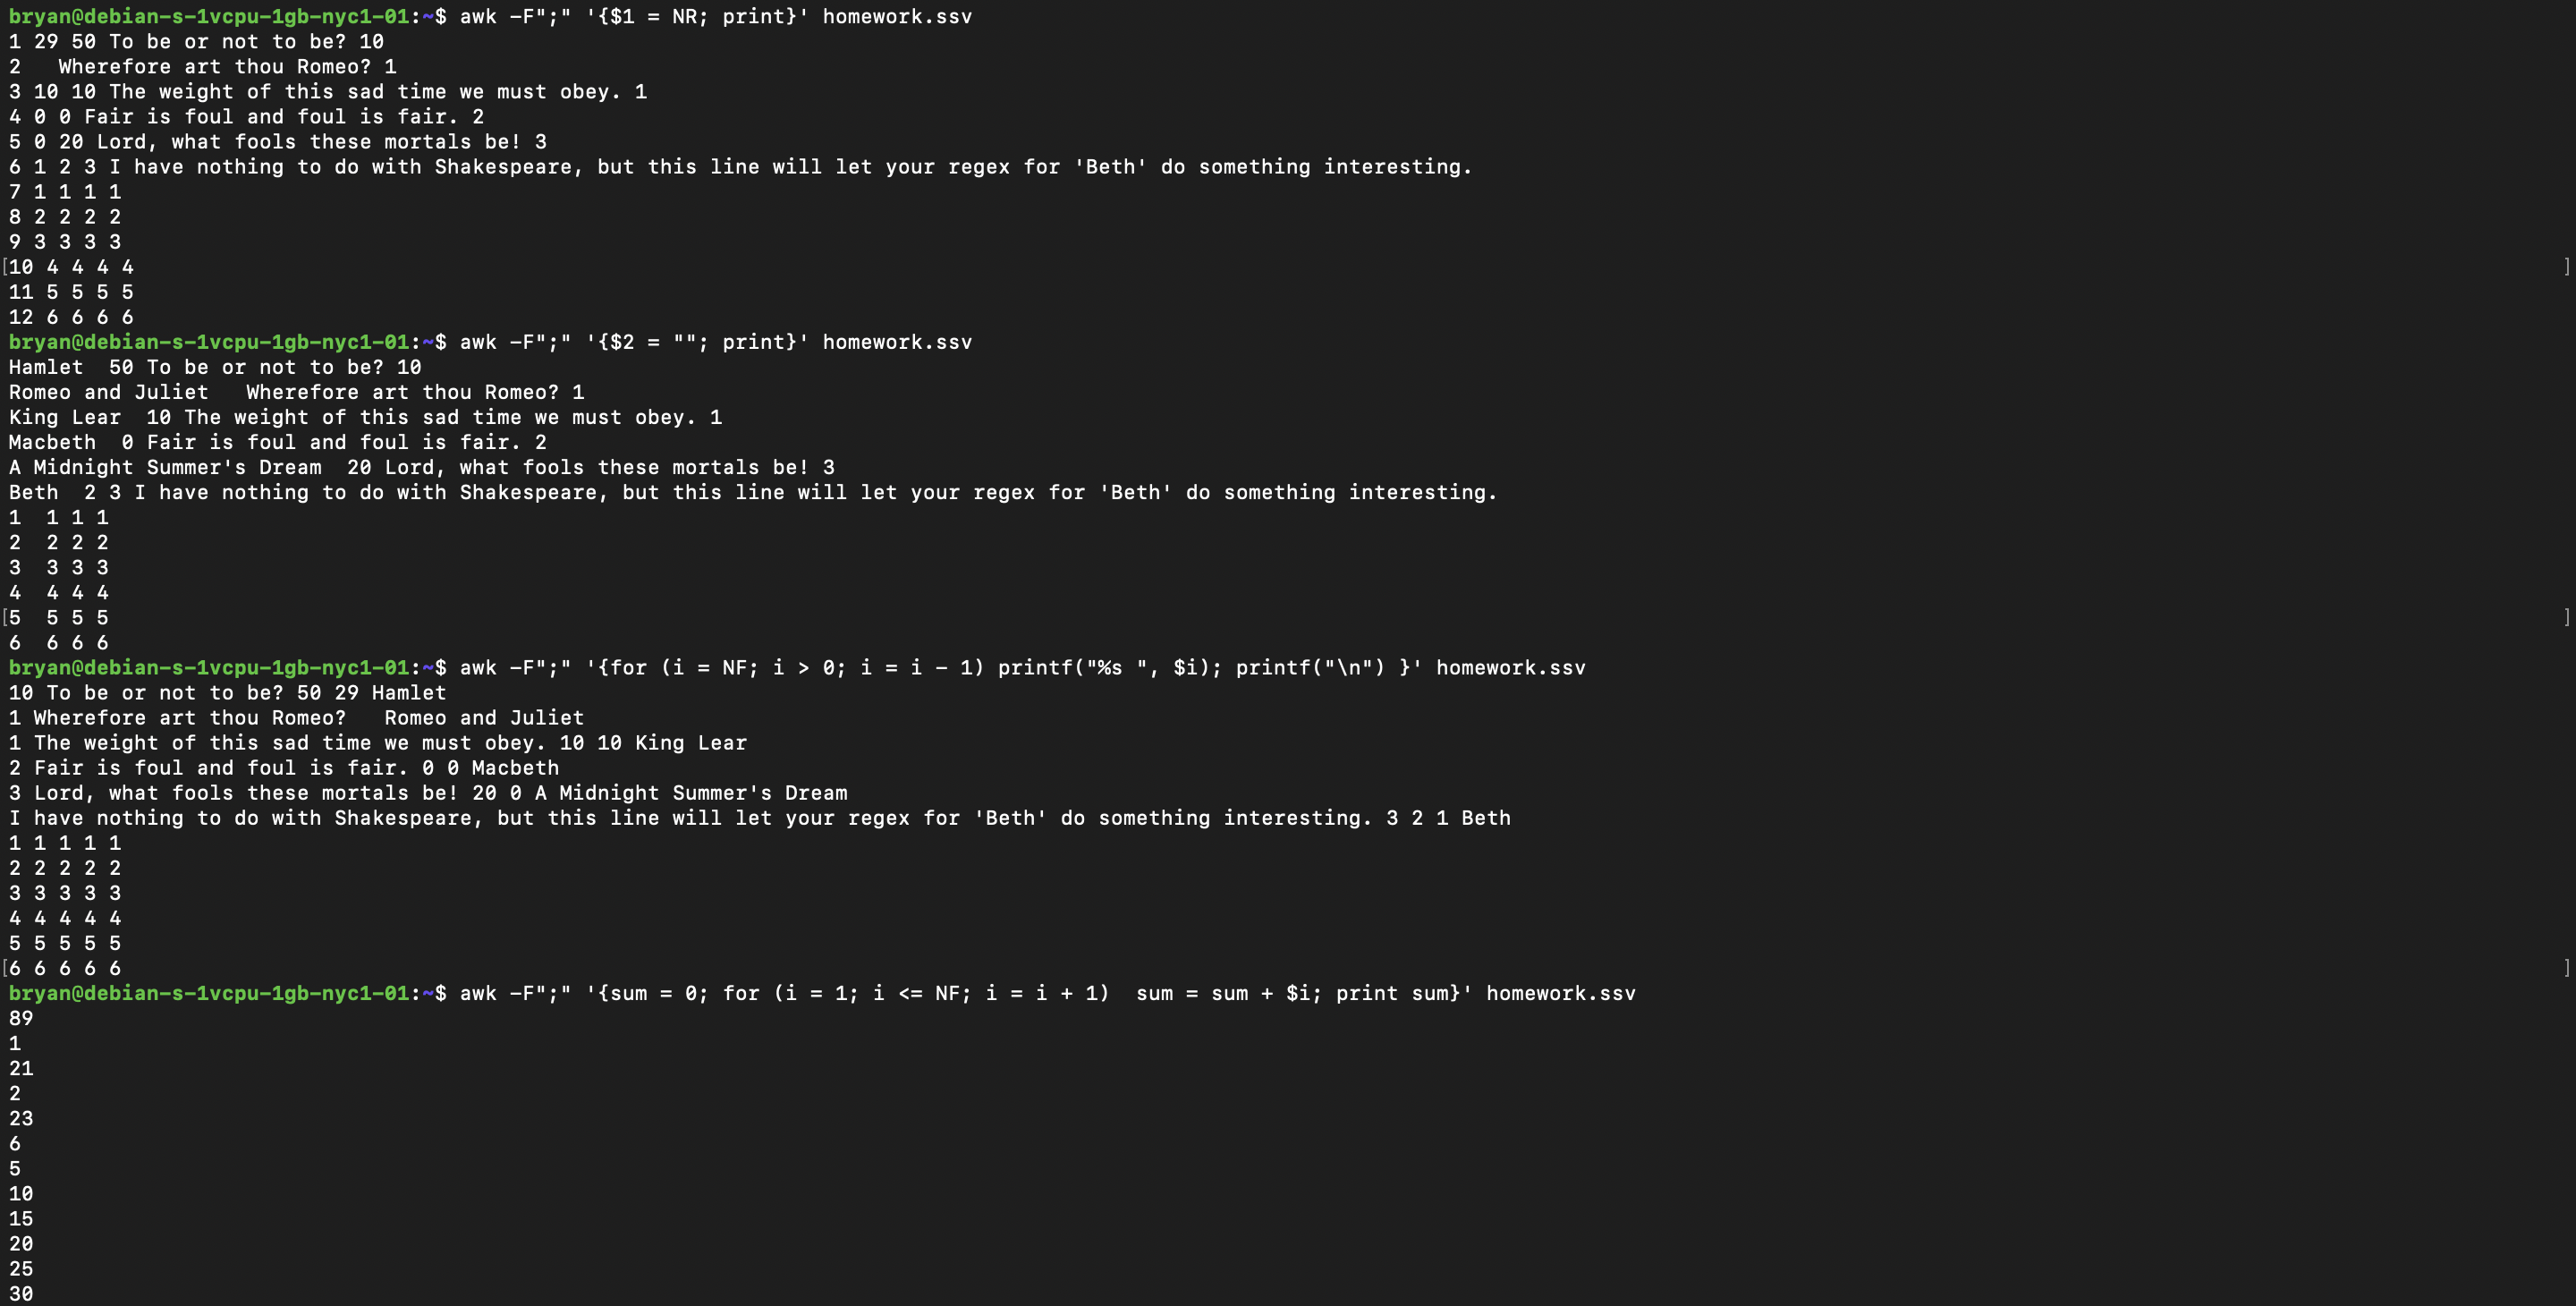 bryan@debian-s-1vcpu-1gb-nyc1-01:~$ awk -F";" '{$1 = NR; print}' homework.ssv
1 29 50 To be or not to be? 10
2   Wherefore art thou Romeo? 1
3 10 10 The weight of this sad time we must obey. 1
4 0 0 Fair is foul and foul is fair. 2
5 0 20 Lord, what fools these mortals be! 3
6 1 2 3 I have nothing to do with Shakespeare, but this line will let your regex for 'Beth' do something interesting.
7 1 1 1 1
8 2 2 2 2
9 3 3 3 3
[10 4 4 4 4 ]
11 5 5 5 5
12 6 6 6 6
bryan@debian-s-1vcpu-1gb-nyc1-01:~$ awk -F";" '{$2 = ""; print}' homework.ssv
Hamlet  50 To be or not to be? 10
Romeo and Juliet   Wherefore art thou Romeo? 1
King Lear  10 The weight of this sad time we must obey. 1
Macbeth  0 Fair is foul and foul is fair. 2
A Midnight Summer's Dream  20 Lord, what fools these mortals be! 3
Beth  2 3 I have nothing to do with Shakespeare, but this line will let your regex for 'Beth' do something interesting.
1  1 1 1
2  2 2 2
3  3 3 3
4  4 4 4
[5  5 5 5 ]
6  6 6 6
bryan@debian-s-1vcpu-1gb-nyc1-01:~$ awk -F";" '{for (i = NF; i > 0; i = i - 1) printf("%s ", $i); printf("\n") }' homework.ssv
10 To be or not to be? 50 29 Hamlet
1 Wherefore art thou Romeo?   Romeo and Juliet
1 The weight of this sad time we must obey. 10 10 King Lear
2 Fair is foul and foul is fair. 0 0 Macbeth
3 Lord, what fools these mortals be! 20 0 A Midnight Summer's Dream
I have nothing to do with Shakespeare, but this line will let your regex for 'Beth' do something interesting. 3 2 1 Beth
1 1 1 1 1
2 2 2 2 2
3 3 3 3 3
4 4 4 4 4
5 5 5 5 5
[6 6 6 6 6 ]
bryan@debian-s-1vcpu-1gb-nyc1-01:~$ awk -F";" '{sum = 0; for (i = 1; i <= NF; i = i + 1)  sum = sum + $i; print sum}' homework.ssv
89
1
21
2
23
6
5
10
15
20
25
30